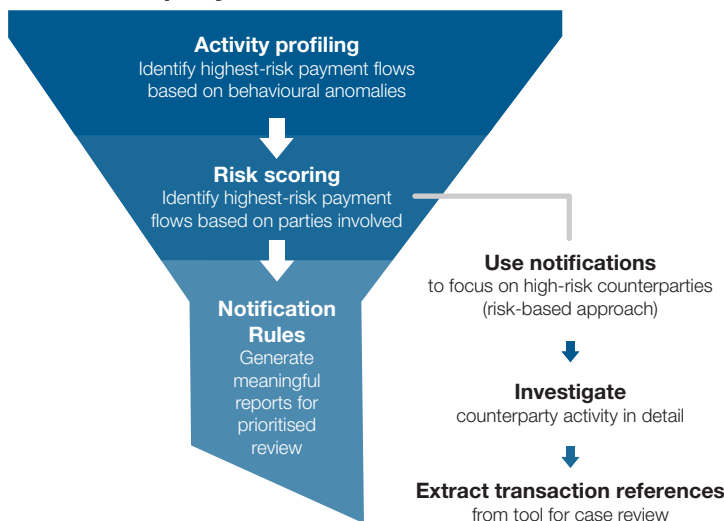 Activity profiling
Identify highest-risk payment flows
based on behavioural anomalies
Risk scoring
Identify highest-risk payment
flows based on parties involved
Notification
Rules
Generate
meaningful
reports for
prioritised
review
Use notifications
to focus on high-risk counterparties
(risk-based approach)
Investigate
counterparty activity in detail
Extract transaction references
from tool for case review